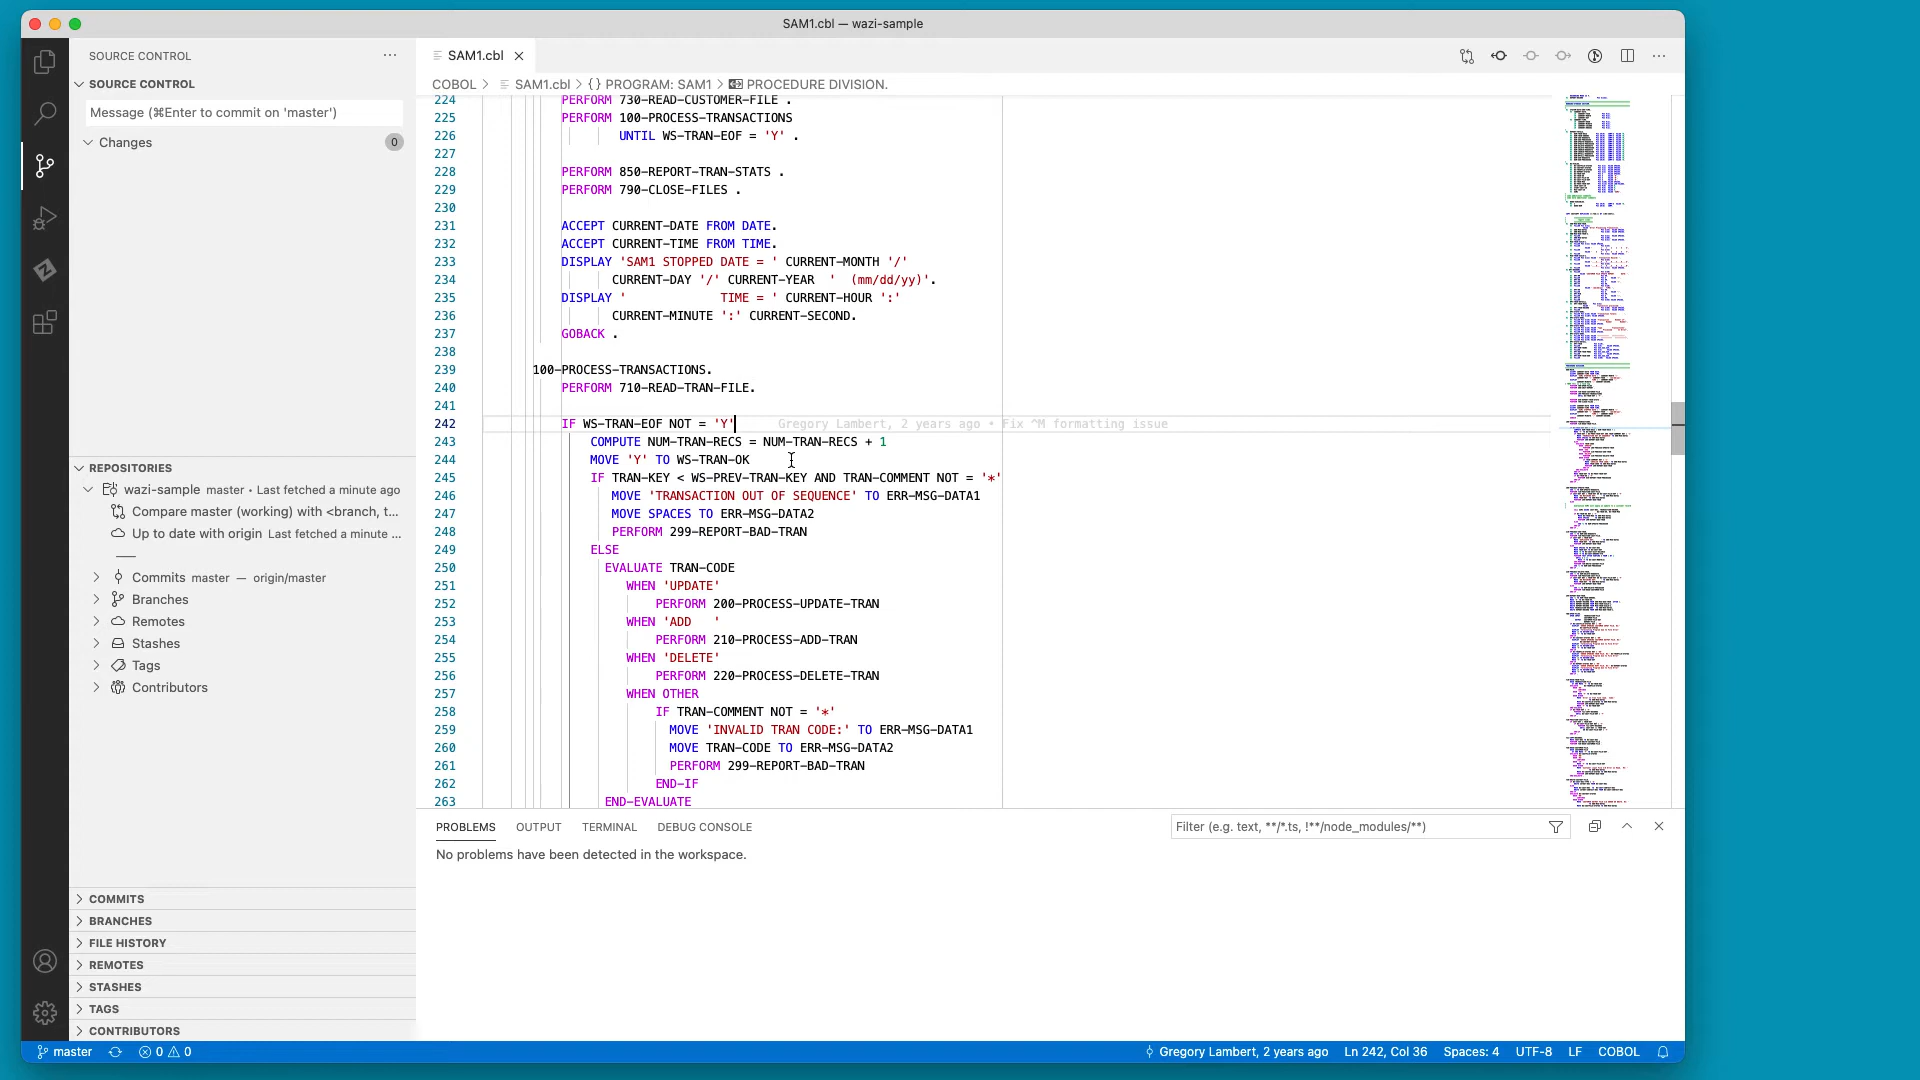 SAM1.cbl — wazi-sample
SOURCE CONTROL
SOURCE CONTROL
Message (⌘Enter to commit on 'master')
Changes
0
REPOSITORIES
wazi-sample master • Last fetched a minute ago
Compare master (working) with <branch, t...
Up to date with origin Last fetched a minute ...
Commits master — origin/master
Branches
Remotes
Stashes
Tags
Contributors
COMMITS
BRANCHES
FILE HISTORY
REMOTES
STASHES
TAGS
CONTRIBUTORS
SAM1.cbl
COBOL > SAM1.cbl > {} PROGRAM: SAM1 > PROCEDURE DIVISION.
224 PERFORM 730-READ-CUSTOMER-FILE .
225 PERFORM 100-PROCESS-TRANSACTIONS
226 UNTIL WS-TRAN-EOF = 'Y' .
227
228 PERFORM 850-REPORT-TRAN-STATS .
229 PERFORM 790-CLOSE-FILES .
230
231 ACCEPT CURRENT-DATE FROM DATE.
232 ACCEPT CURRENT-TIME FROM TIME.
233 DISPLAY 'SAM1 STOPPED DATE = ' CURRENT-MONTH '/'
234 CURRENT-DAY '/' CURRENT-YEAR '  (mm/dd/yy)'.
235 DISPLAY '             TIME = ' CURRENT-HOUR ':'
236 CURRENT-MINUTE ':' CURRENT-SECOND.
237 GOBACK .
238
239 100-PROCESS-TRANSACTIONS.
240 PERFORM 710-READ-TRAN-FILE.
241
242 IF WS-TRAN-EOF NOT = 'Y' Gregory Lambert, 2 years ago • Fix ^M formatting issue
243 COMPUTE NUM-TRAN-RECS = NUM-TRAN-RECS + 1
244 MOVE 'Y' TO WS-TRAN-OK
245 IF TRAN-KEY < WS-PREV-TRAN-KEY AND TRAN-COMMENT NOT = '*'
246 MOVE 'TRANSACTION OUT OF SEQUENCE' TO ERR-MSG-DATA1
247 MOVE SPACES TO ERR-MSG-DATA2
248 PERFORM 299-REPORT-BAD-TRAN
249 ELSE
250 EVALUATE TRAN-CODE
251 WHEN 'UPDATE'
252 PERFORM 200-PROCESS-UPDATE-TRAN
253 WHEN 'ADD   '
254 PERFORM 210-PROCESS-ADD-TRAN
255 WHEN 'DELETE'
256 PERFORM 220-PROCESS-DELETE-TRAN
257 WHEN OTHER
258 IF TRAN-COMMENT NOT = '*'
259 MOVE 'INVALID TRAN CODE:' TO ERR-MSG-DATA1
260 MOVE TRAN-CODE TO ERR-MSG-DATA2
261 PERFORM 299-REPORT-BAD-TRAN
262 END-IF
263 END-EVALUATE
PROBLEMS OUTPUT TERMINAL DEBUG CONSOLE
Filter (e.g. text, **/*.ts, !**/node_modules/**)
No problems have been detected in the workspace.
master 0 0 Gregory Lambert, 2 years ago Ln 242, Col 36 Spaces: 4 UTF-8 LF COBOL